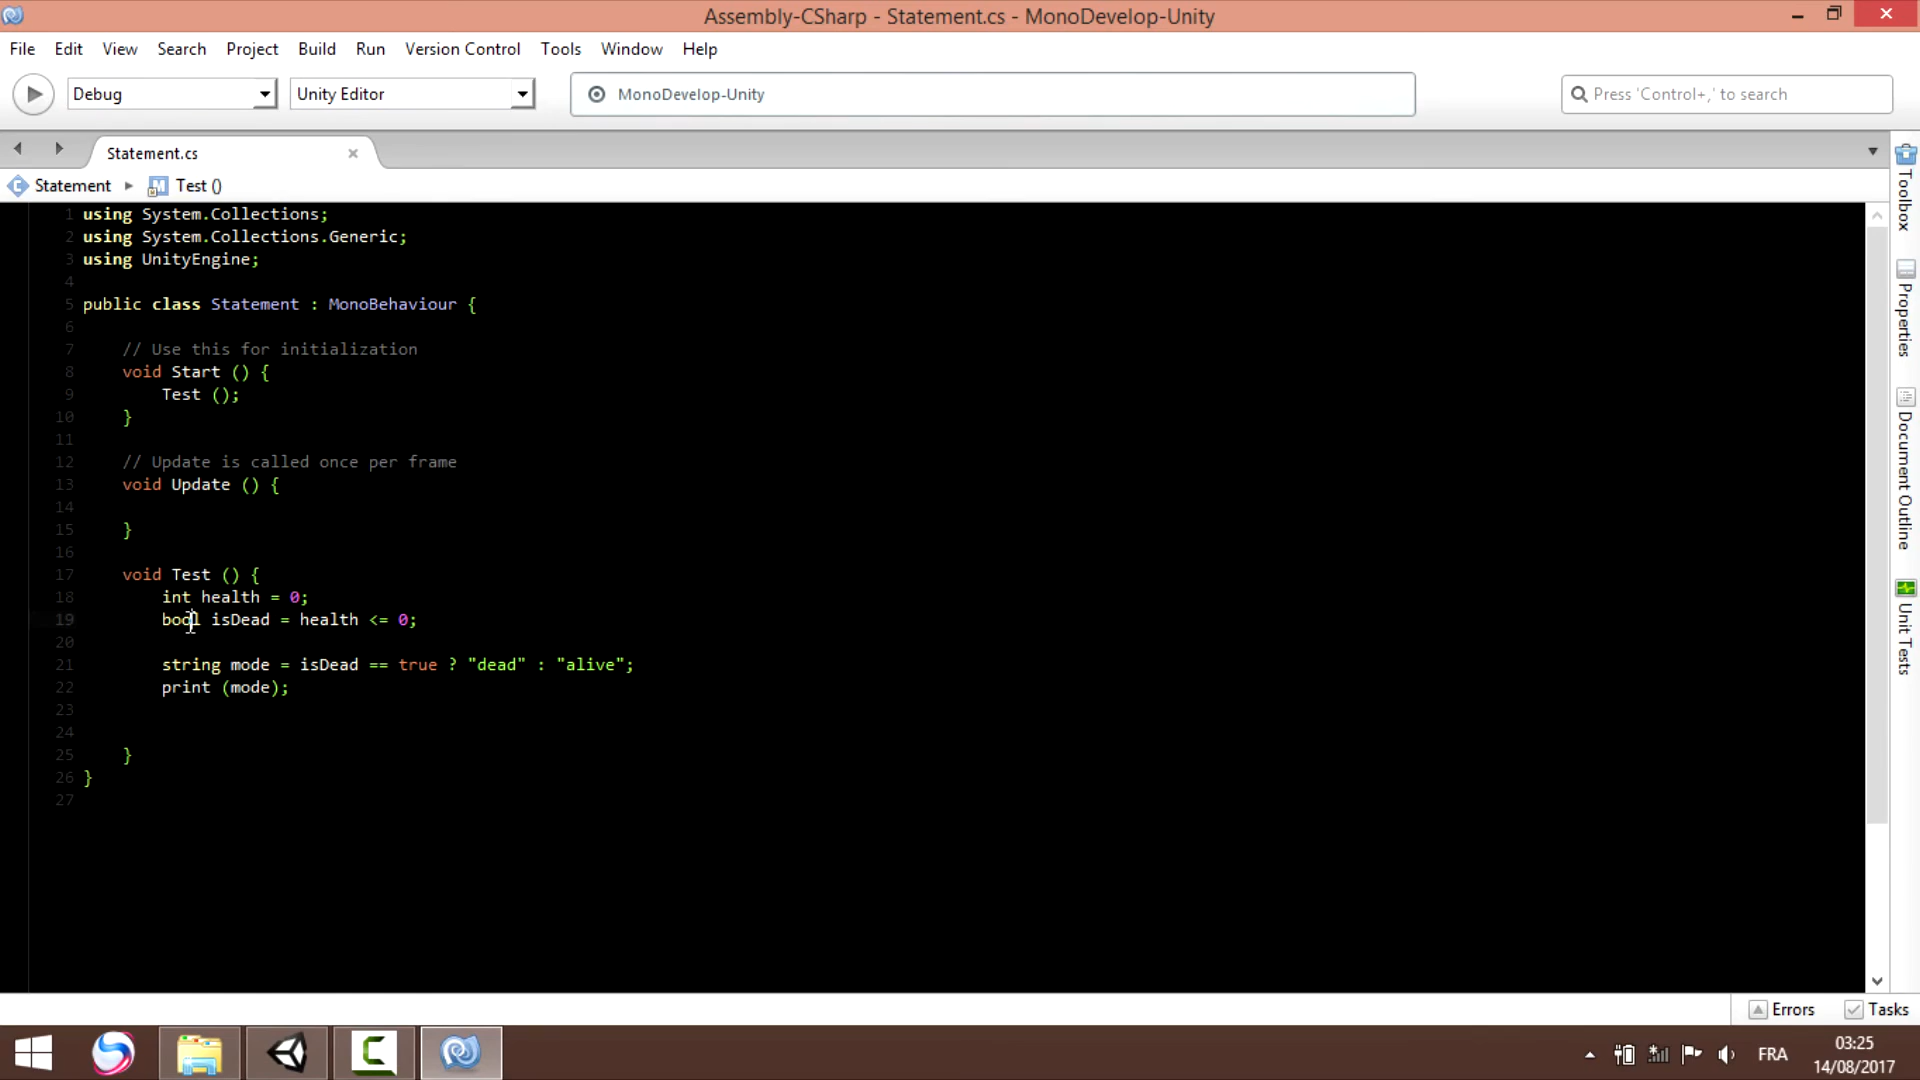 Assembly-CSharp - Statement.cs - MonoDevelop-Unity
File Edit View Search Project Build Run Version Control Tools Window Help
Debug Unity Editor MonoDevelop-Unity Press 'Control+,' to search
Statement.cs
Statement Test ()
1 using System.Collections;
2 using System.Collections.Generic;
3 using UnityEngine;
4
5 public class Statement : MonoBehaviour {
6
7 // Use this for initialization
8 void Start () {
9 Test ();
10 }
11
12 // Update is called once per frame
13 void Update () {
14
15 }
16
17 void Test () {
18 int health = 0;
19 bool isDead = health <= 0;
20
21 string mode = isDead == true ? "dead" : "alive";
22 print (mode);
23
24
25 }
26 }
27
Toolbox
Properties
Document Outline
Unit Tests
Errors Tasks
FRA
03:25
14/08/2017